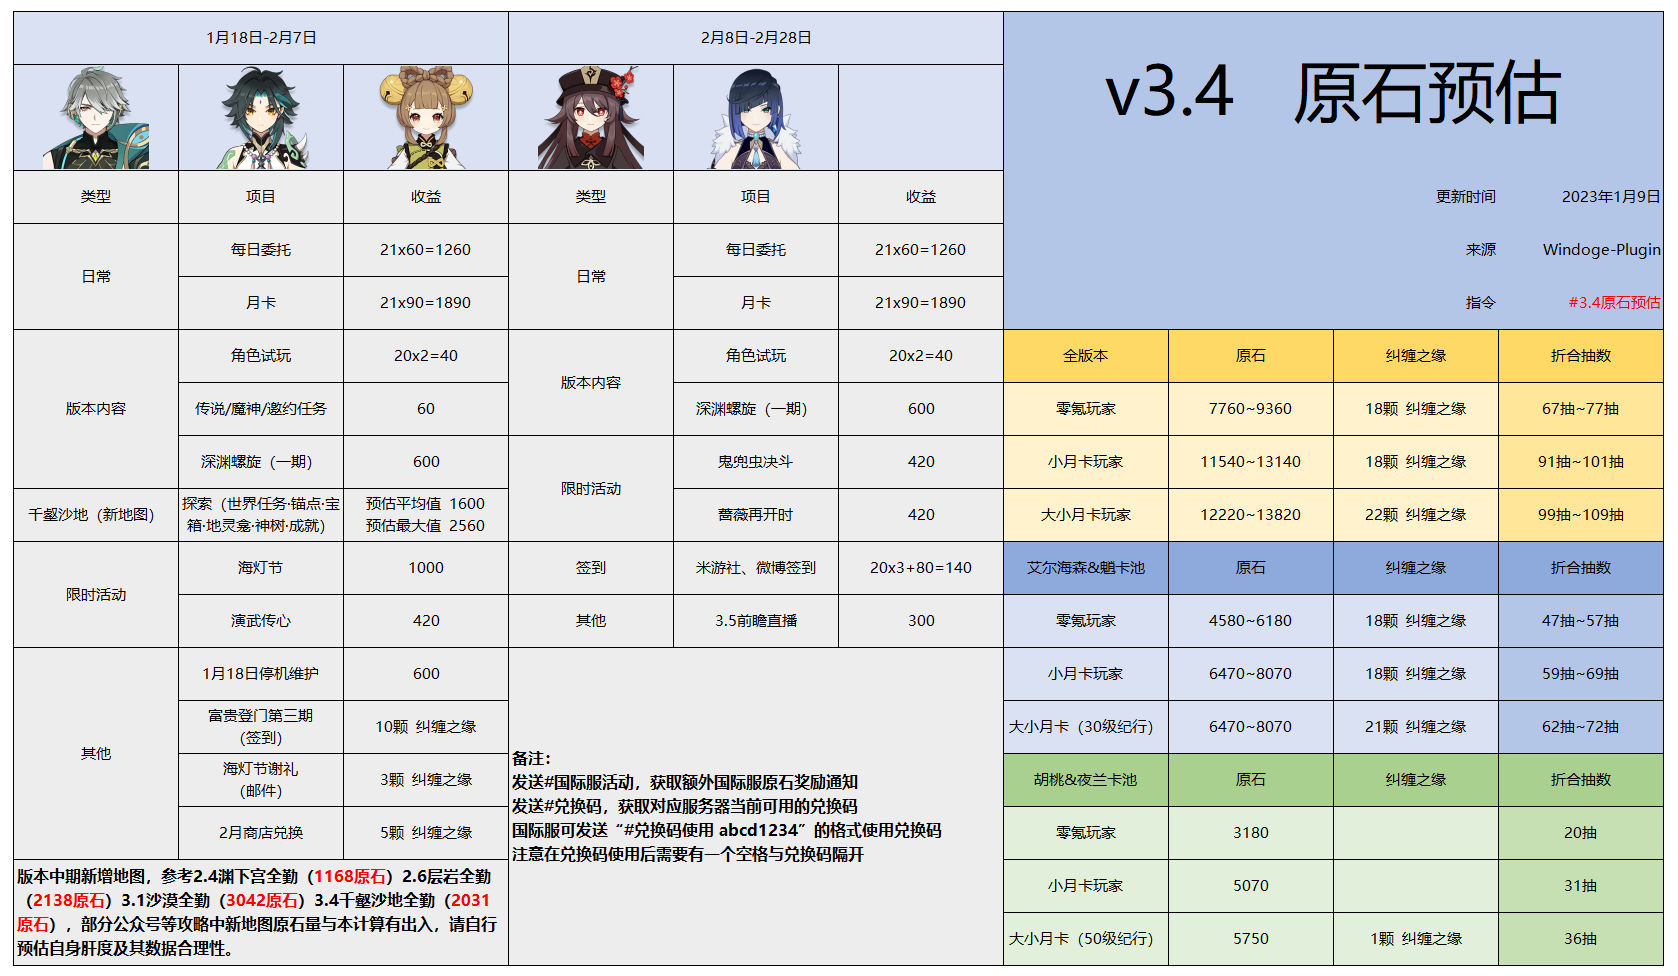 1月18日-2月7日
2月8日-2月28日
v3.4 原石预估
更新时间 2023年1月9日
来源 Windoge-Plugin
指令 #3.4原石预估
类型 项目 收益
日常
每日委托 21x60=1260
月卡 21x90=1890
版本内容
角色试玩 20x2=40
传说/魔神/邀约任务 60
深渊螺旋（一期） 600
千壑沙地（新地图）
探索（世界任务·锚点·宝
箱·地灵龛·神树·成就）
预估平均值 1600
预估最大值 2560
限时活动
海灯节 1000
演武传心 420
其他
1月18日停机维护 600
富贵登门第三期
（签到）
10颗 纠缠之缘
海灯节谢礼
（邮件）
3颗 纠缠之缘
2月商店兑换 5颗 纠缠之缘
版本中期新增地图，参考2.4渊下宫全勤（1168原石）2.6层岩全勤
（2138原石）3.1沙漠全勤（3042原石）3.4千壑沙地全勤（2031
原石），部分公众号等攻略中新地图原石量与本计算有出入，请自行
预估自身肝度及其数据合理性。
类型 项目 收益
日常
每日委托 21x60=1260
月卡 21x90=1890
版本内容
角色试玩 20x2=40
深渊螺旋（一期） 600
限时活动
鬼兜虫决斗 420
蔷薇再开时 420
签到 米游社、微博签到 20x3+80=140
其他 3.5前瞻直播 300
备注：
发送#国际服活动，获取额外国际服原石奖励通知
发送#兑换码，获取对应服务器当前可用的兑换码
国际服可发送“#兑换码使用 abcd1234”的格式使用兑换码
注意在兑换码使用后需要有一个空格与兑换码隔开
全版本 原石 纠缠之缘 折合抽数
零氪玩家 7760~9360 18颗 纠缠之缘 67抽~77抽
小月卡玩家 11540~13140 18颗 纠缠之缘 91抽~101抽
大小月卡玩家 12220~13820 22颗 纠缠之缘 99抽~109抽
艾尔海森&魈卡池 原石 纠缠之缘 折合抽数
零氪玩家 4580~6180 18颗 纠缠之缘 47抽~57抽
小月卡玩家 6470~8070 18颗 纠缠之缘 59抽~69抽
大小月卡（30级纪行） 6470~8070 21颗 纠缠之缘 62抽~72抽
胡桃&夜兰卡池 原石 纠缠之缘 折合抽数
零氪玩家 3180 20抽
小月卡玩家 5070 31抽
大小月卡（50级纪行） 5750 1颗 纠缠之缘 36抽